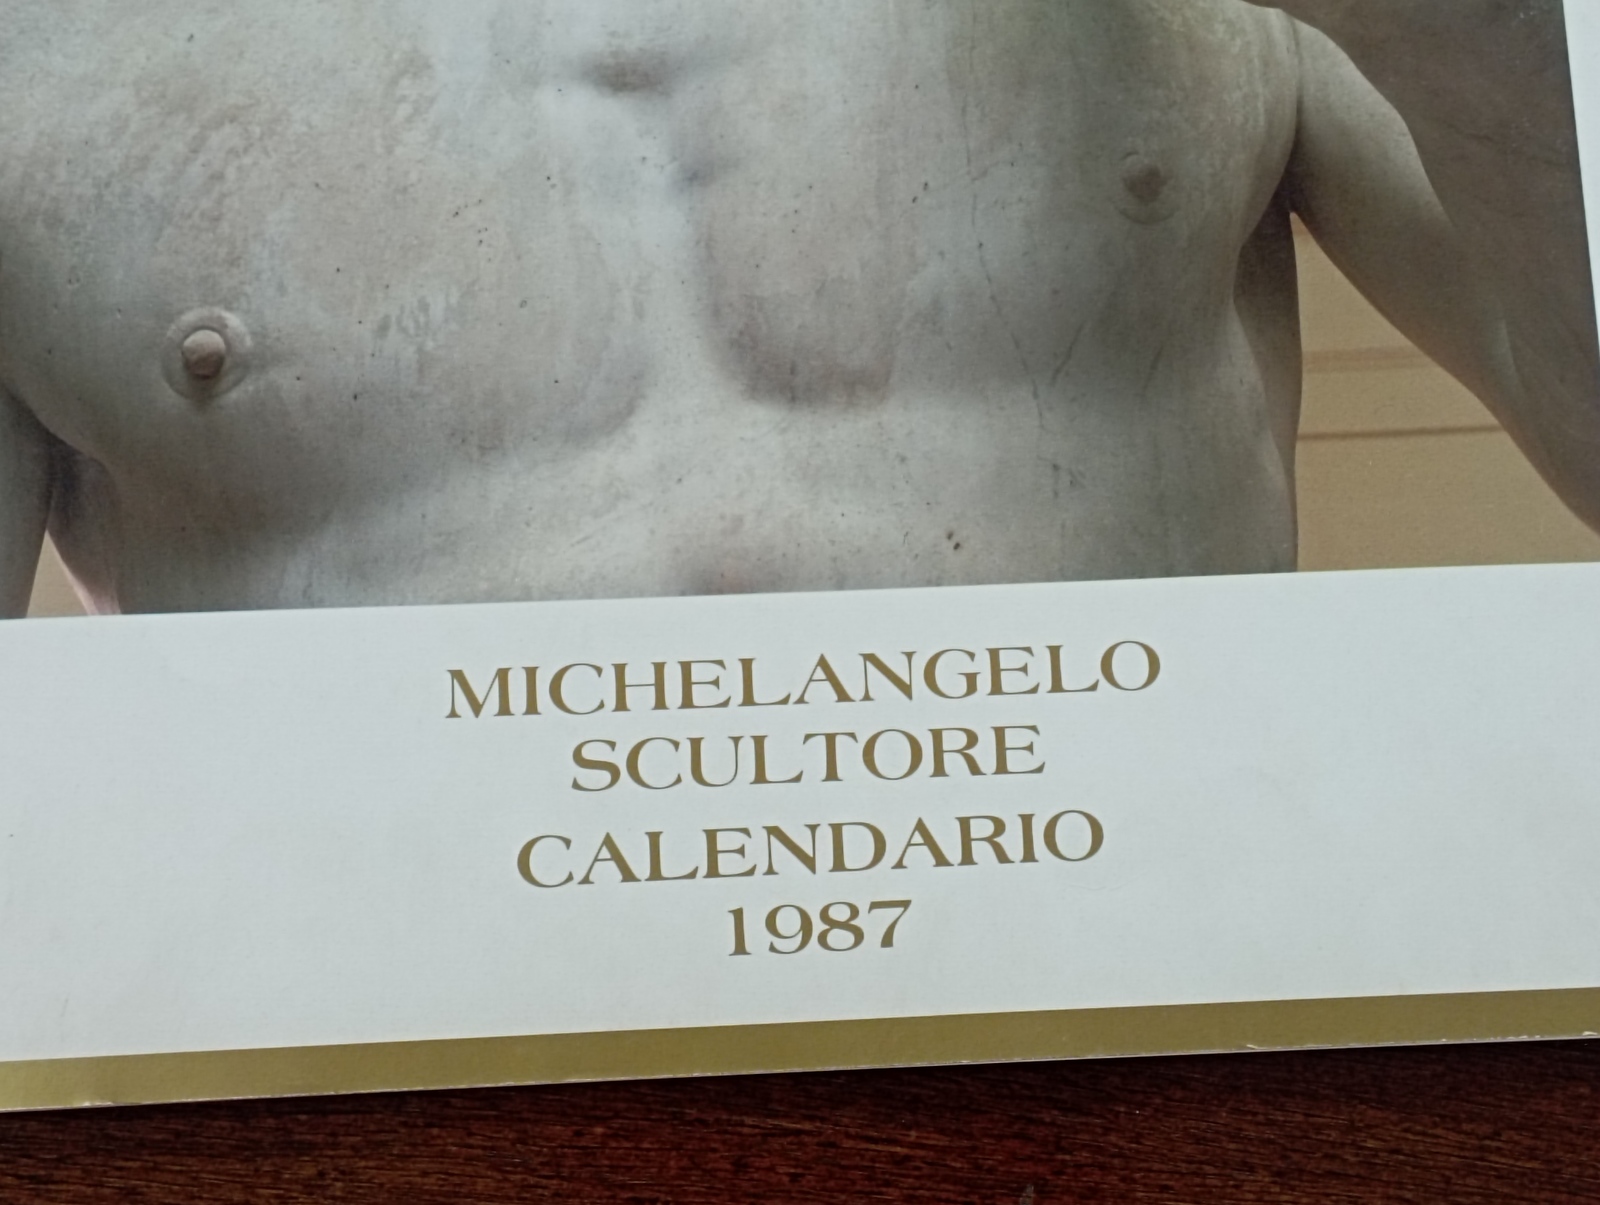 MICHELANGELO
SCULTORE
CALENDARIO
1987